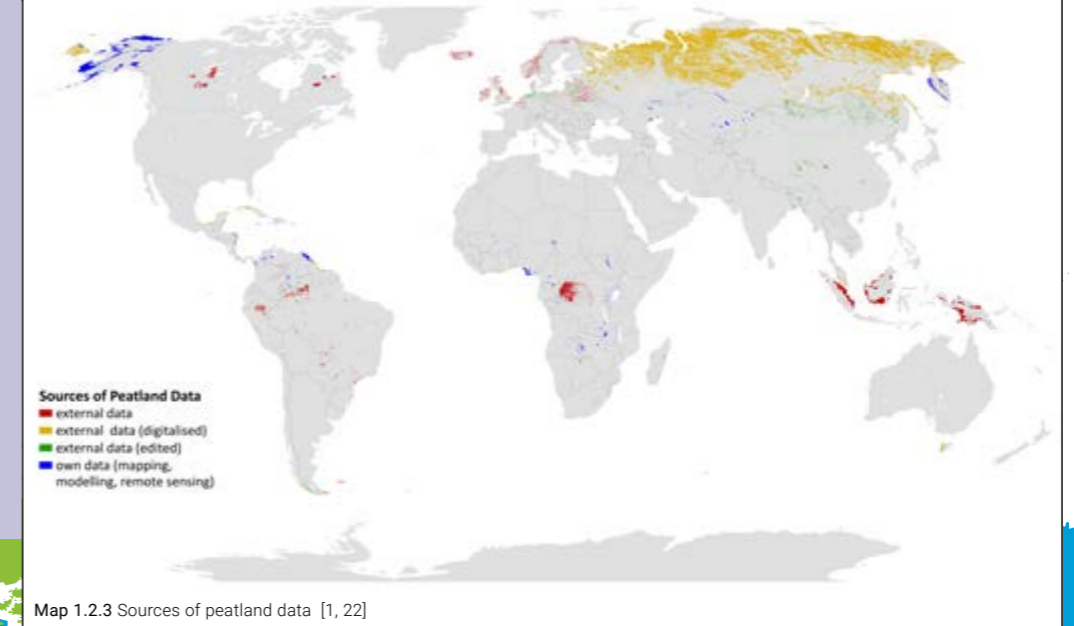 Sources of Peatland Data
external data
external data (digitalised)
external data (edited)
own data (mapping,
modelling, remote sensing)
Map 1.2.3 Sources of peatland data [1, 22]